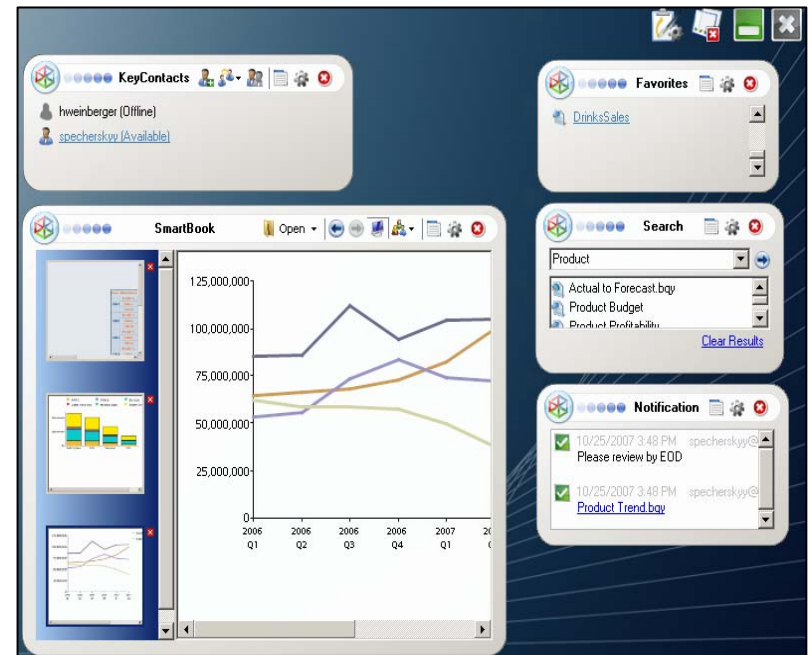 KeyContacts
hweinberger (Offline)
specherskyy (Available)
Favorites
DrinksSales
SmartBook
Open
125,000,000
100,000,000
75,000,000
50,000,000
25,000,000
0
2006 2006 2006 2006 2007
Q1 Q2 Q3 Q4 Q1
Search
Product
Actual to Forecast.bqy
Product Budget
Product Profitability
Clear Results
Notification
10/25/2007 3:48 PM specherskyy@
Please review by EOD
10/25/2007 3:48 PM specherskyy@
Product Trend.bqy